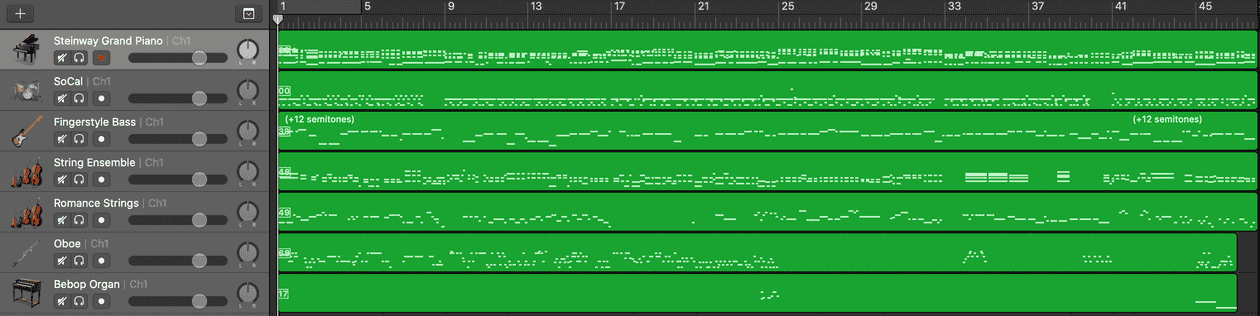 1 5 9 13 17 21 25 29 33 37 41 45
Steinway Grand Piano | Ch1
L R
SoCal | Ch1
00
L R
Fingerstyle Bass | Ch1
(+12 semitones) (+12 semitones)
L R
String Ensemble | Ch1
49
L R
Romance Strings | Ch1
49
L R
Oboe | Ch1
L R
Bebop Organ | Ch1
17
L R